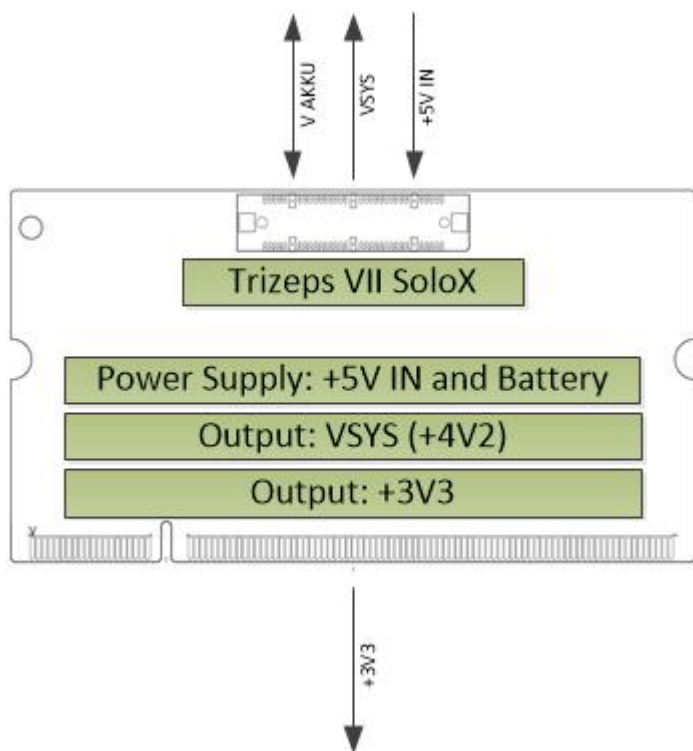 V AKKU
VSYS
+5V IN
Trizeps VII SoloX
Power Supply: +5V IN and Battery
Output: VSYS (+4V2)
Output: +3V3
+3V3